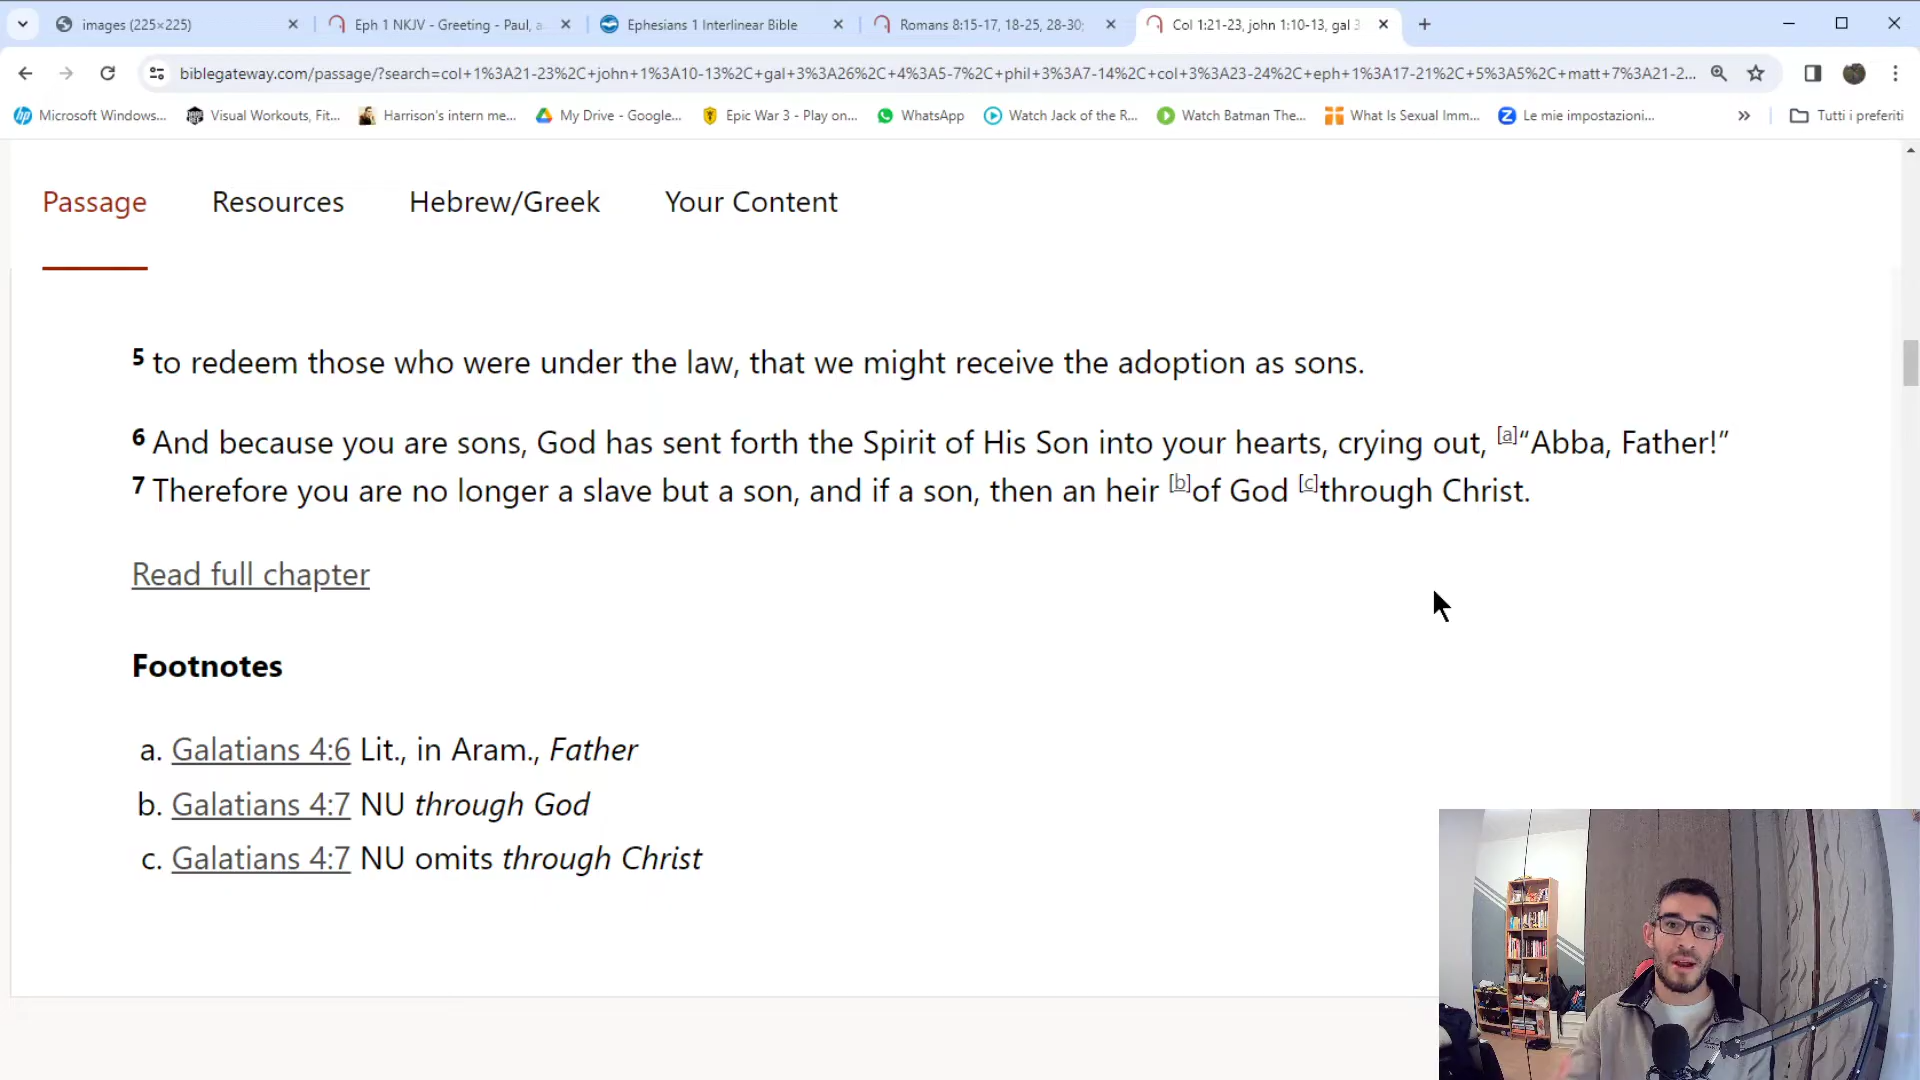 images (225×225)
Eph 1 NKJV - Greeting - Paul, a
Ephesians 1 Interlinear Bible
Romans 8:15-17, 18-25, 28-30;
Col 1:21-23, john 1:10-13, gal 3
biblegateway.com/passage/?search=col+1%3A21-23%2C+john+1%3A10-13%2C+gal+3%3A26%2C+4%3A5-7%2C+phil+3%3A7-14%2C+col+3%3A23-24%2C+eph+1%3A17-21%2C+5%3A5%2C+matt+7%3A21-2...
Microsoft Windows...
Visual Workouts, Fit...
Harrison's intern me...
My Drive - Google...
Epic War 3 - Play on...
WhatsApp
Watch Jack of the R...
Watch Batman The...
What Is Sexual Imm...
Le mie impostazioni...
Tutti i preferiti
Passage
Resources
Hebrew/Greek
Your Content
5 to redeem those who were under the law, that we might receive the adoption as sons.
6 And because you are sons, God has sent forth the Spirit of His Son into your hearts, crying out, [a]“Abba, Father!”
7 Therefore you are no longer a slave but a son, and if a son, then an heir [b]of God [c]through Christ.
Read full chapter
Footnotes
a. Galatians 4:6 Lit., in Aram., Father
b. Galatians 4:7 NU through God
c. Galatians 4:7 NU omits through Christ